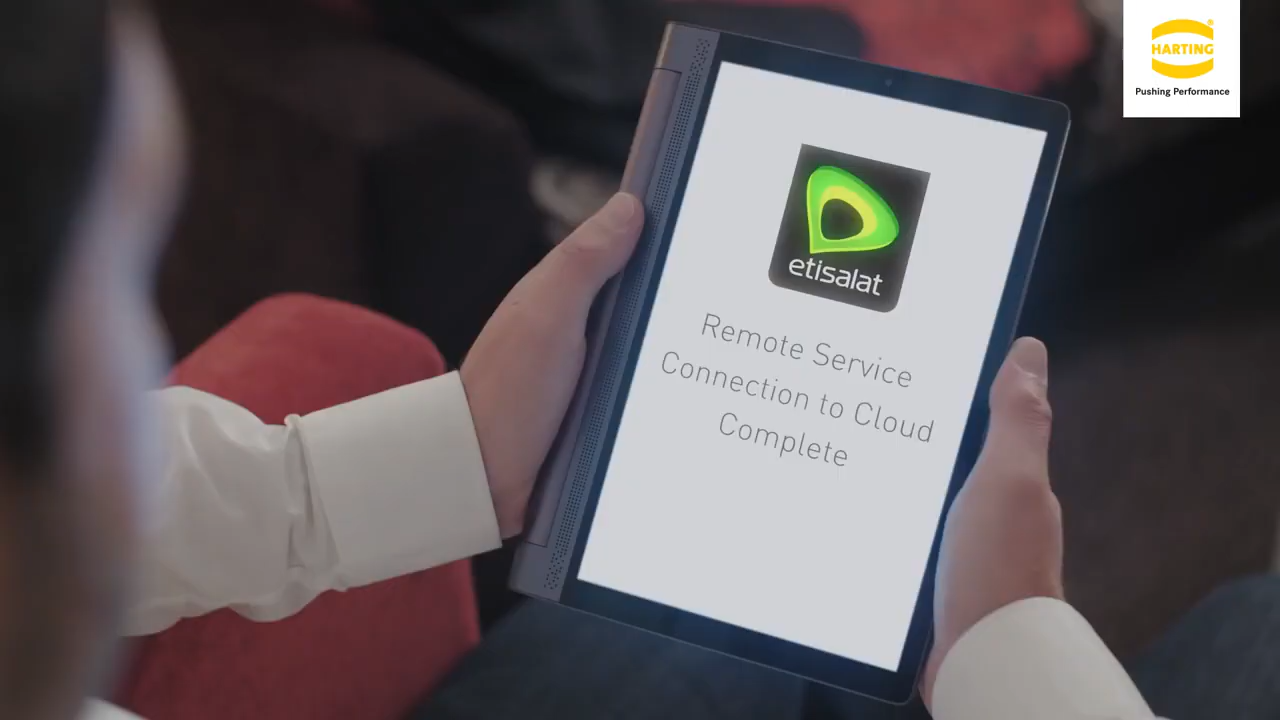 HARTING
Pushing Performance
etisalat
Remote Service
Connection to Cloud
Complete